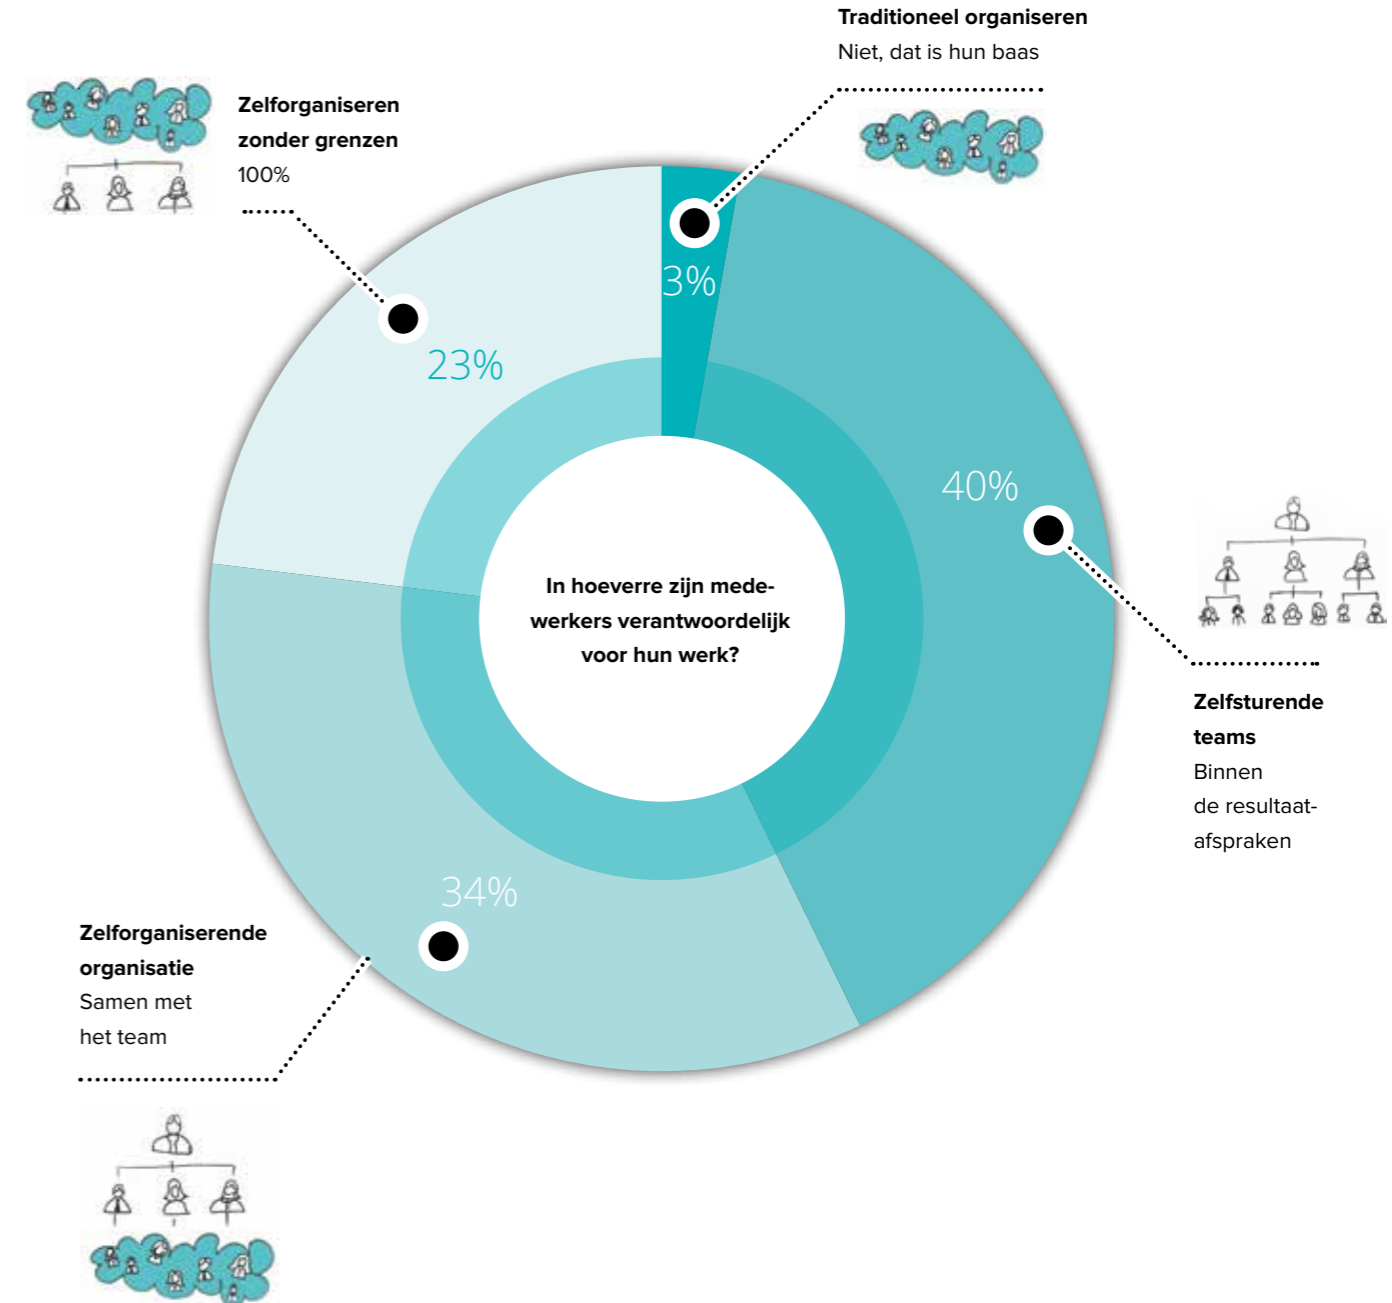 Traditioneel organiseren
Niet, dat is hun baas
Zelforganiseren
zonder grenzen
100%
3%
23%
40%
In hoeverre zijn mede-
werkers verantwoordelijk
voor hun werk?
Zelfsturende
teams
Binnen
de resultaat-
afspraken
34%
Zelforganiserende
organisatie
Samen met
het team